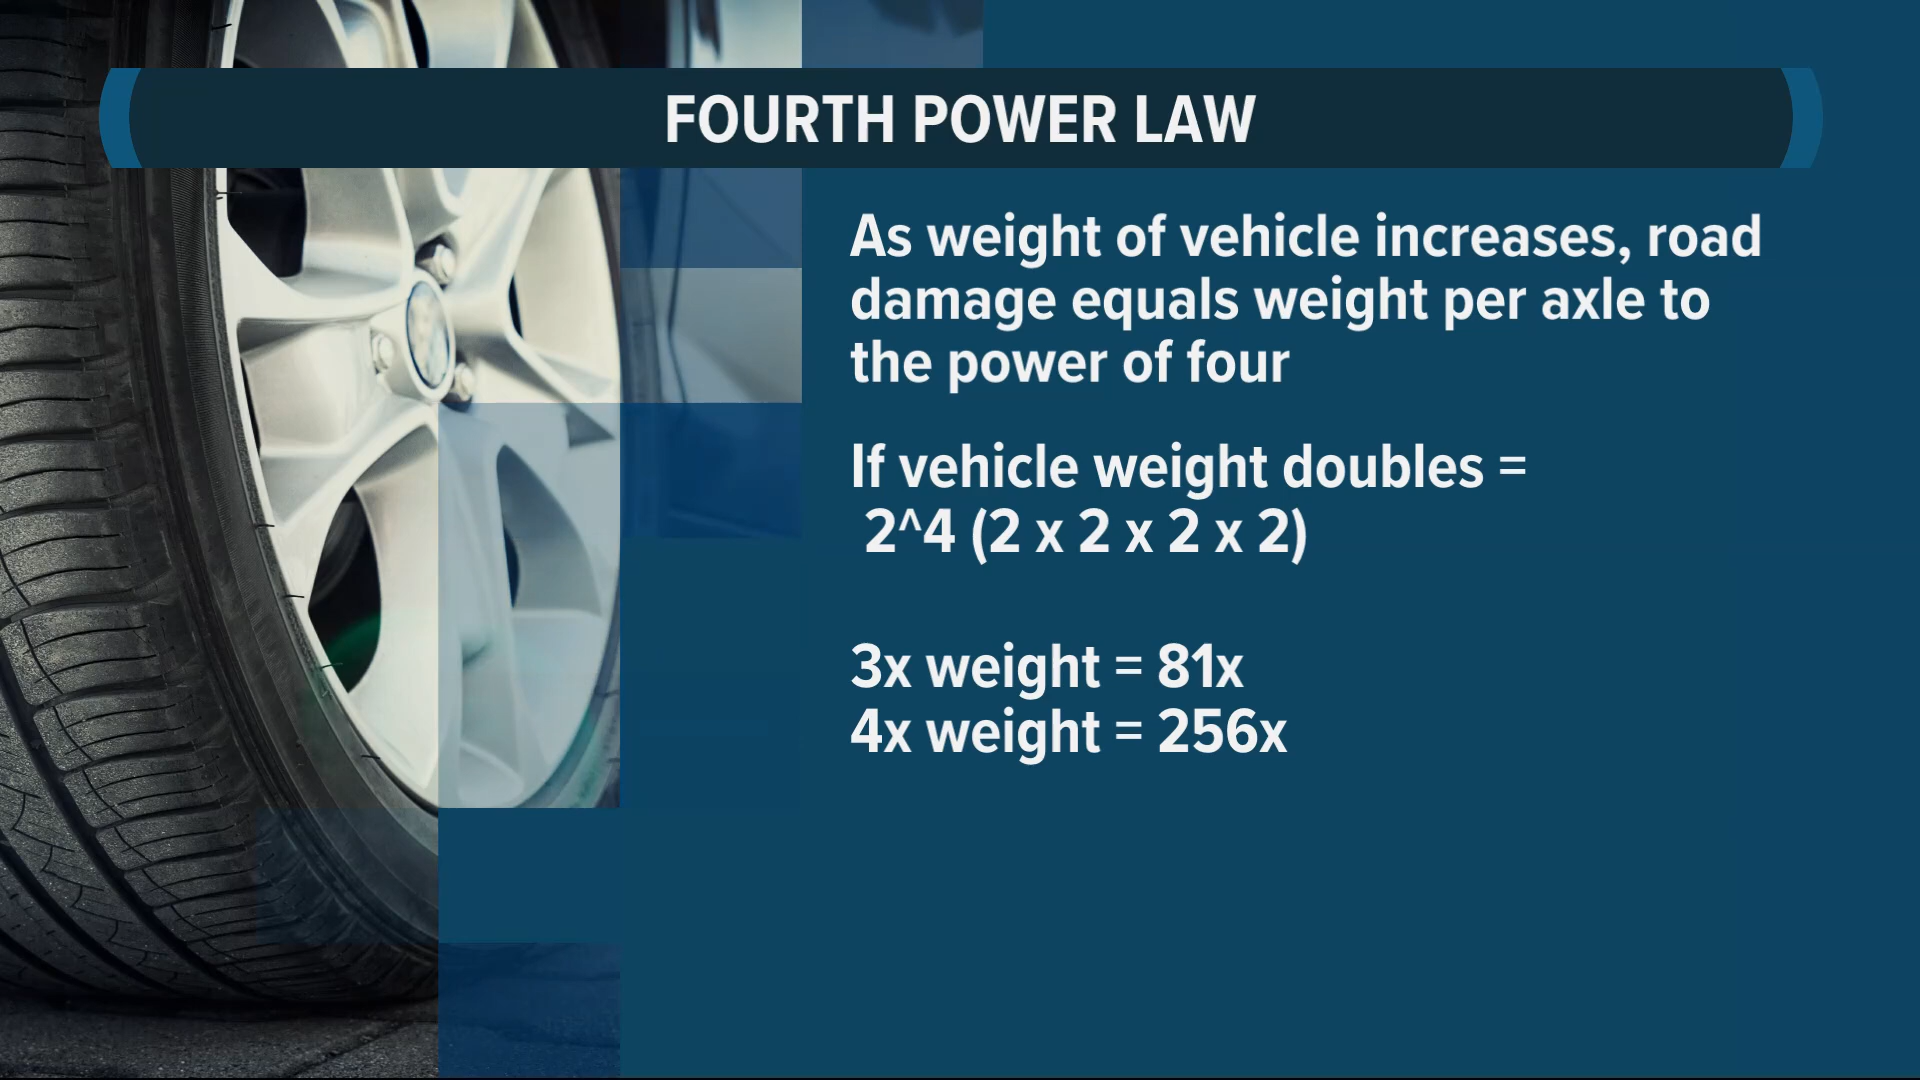 FOURTH POWER LAW
As weight of vehicle increases, road
damage equals weight per axle to
the power of four
If vehicle weight doubles =
2^4 (2 x 2 x 2 x 2)
3x weight = 81x
4x weight = 256x